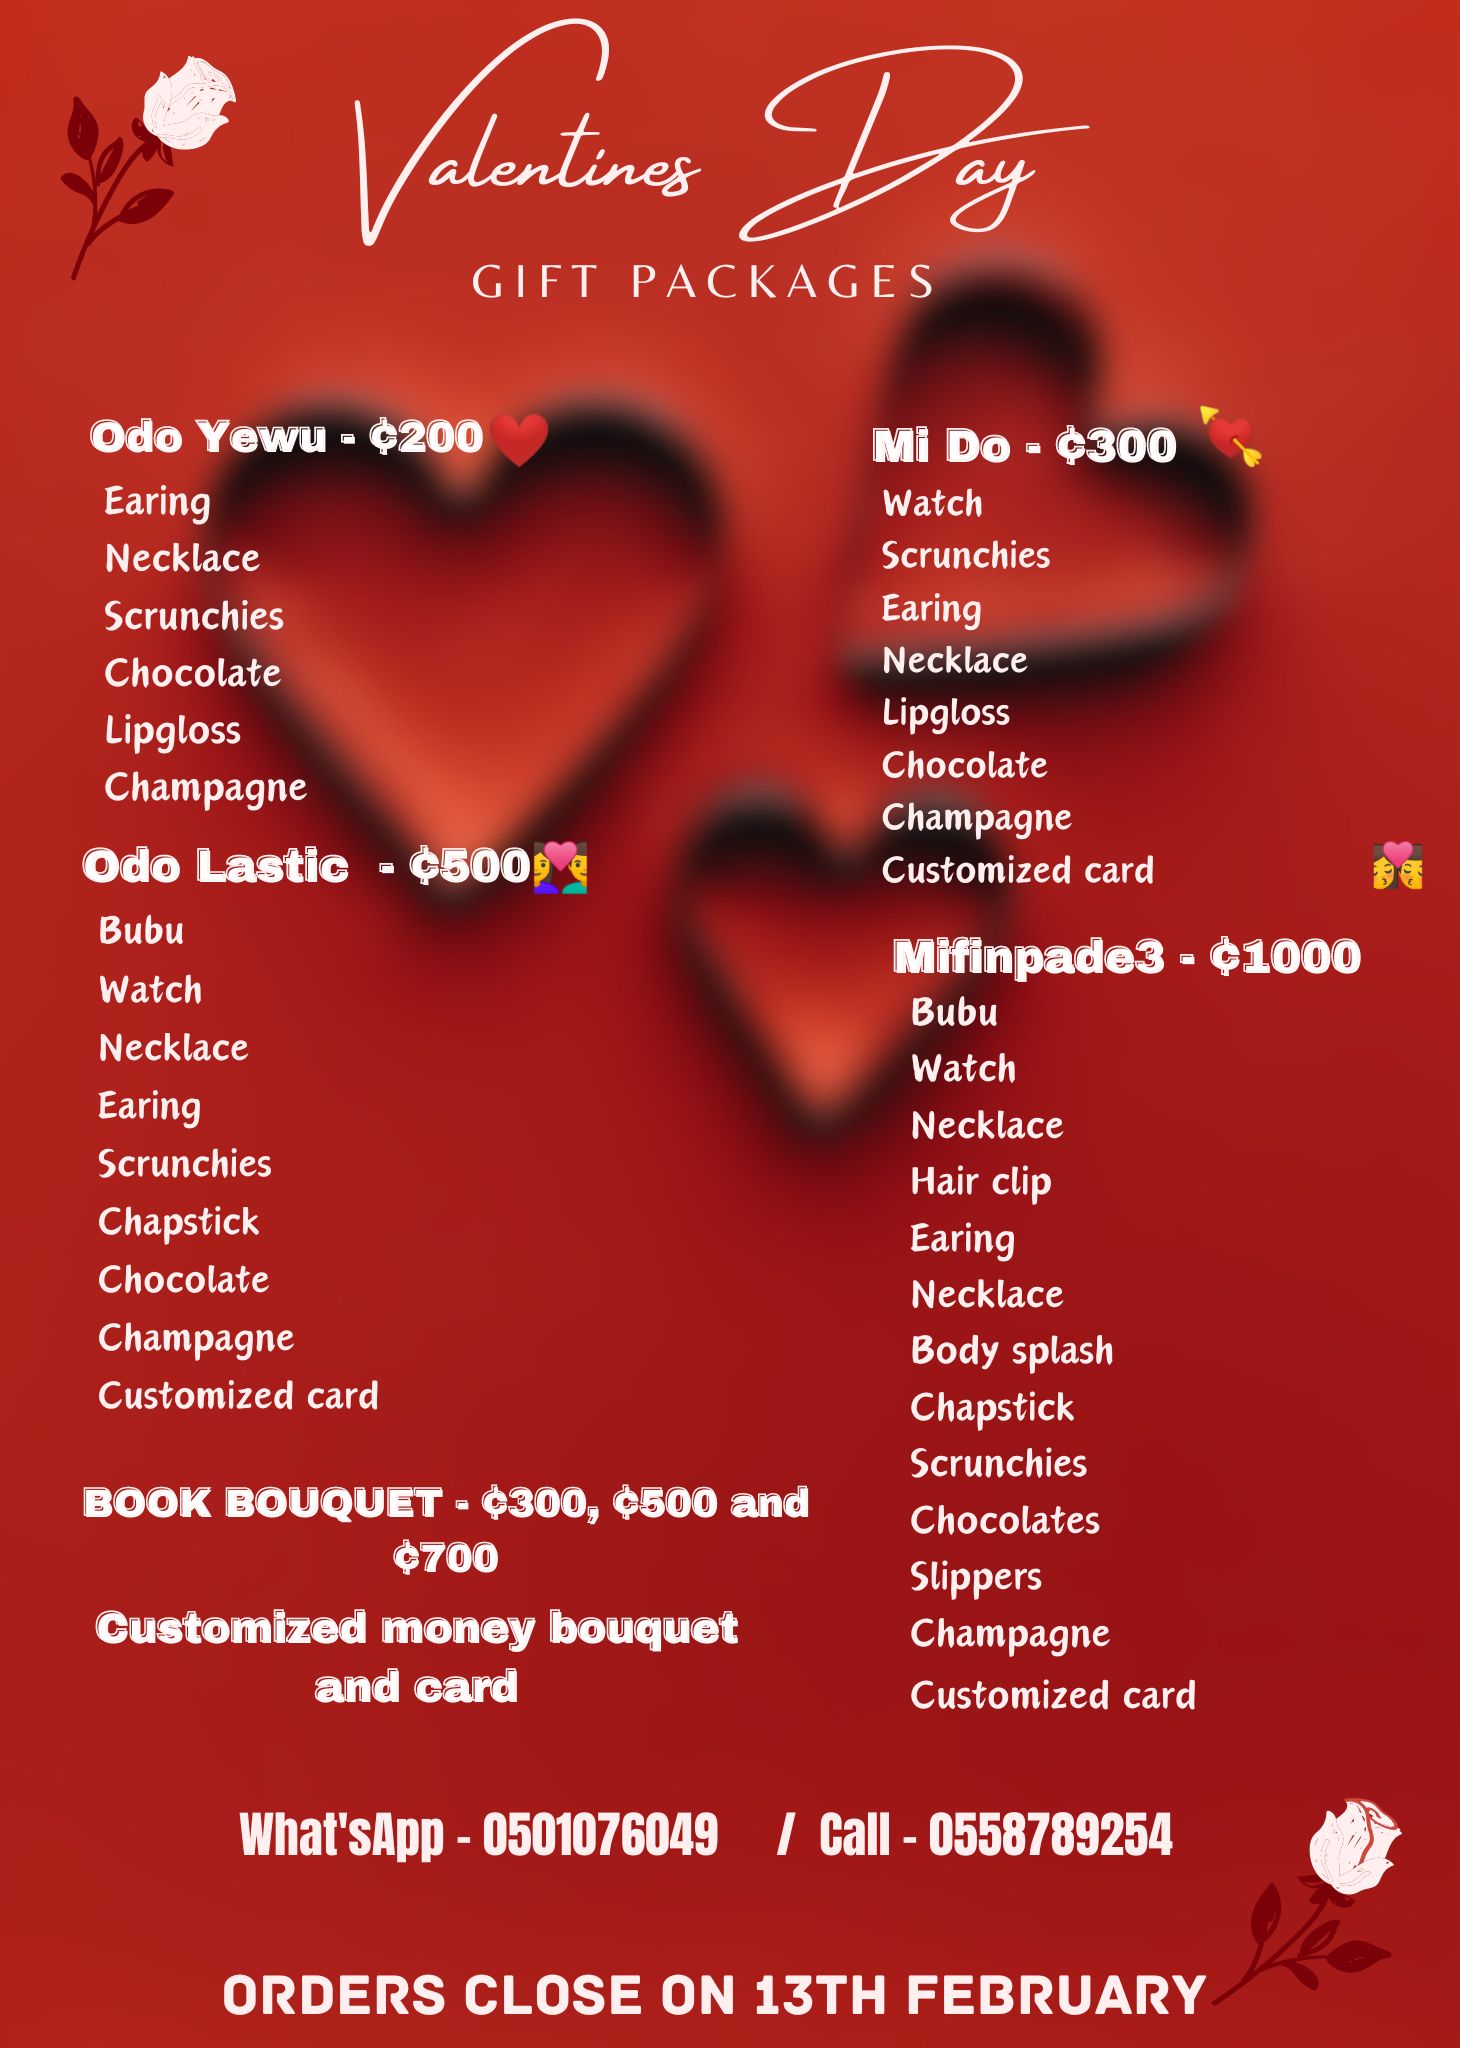 Valentines Day
GIFT PACKAGES
Odo Yewu - ¢200
Earing
Necklace
Scrunchies
Chocolate
Lipgloss
Champagne
Mi Do - ¢300
Watch
Scrunchies
Earing
Necklace
Lipgloss
Chocolate
Champagne
Customized card
Odo Lastic - ¢500
Bubu
Watch
Necklace
Earing
Scrunchies
Chapstick
Chocolate
Champagne
Customized card
Mifinpade3 - ¢1000
Bubu
Watch
Necklace
Hair clip
Earing
Necklace
Body splash
Chapstick
Scrunchies
Chocolates
Slippers
Champagne
Customized card
BOOK BOUQUET - ¢300, ¢500 and
¢700
Customized money bouquet
and card
What'sApp - 0501076049 / Call - 0558789254
ORDERS CLOSE ON 13TH FEBRUARY